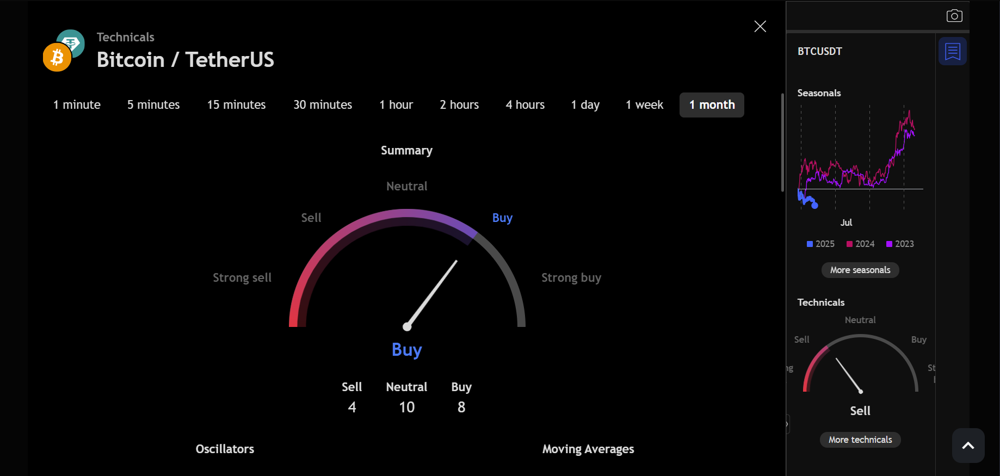 Technicals
Bitcoin / TetherUS
1 minute 5 minutes 15 minutes 30 minutes 1 hour 2 hours 4 hours 1 day 1 week 1 month
Summary
Neutral
Sell Buy
Strong sell Strong buy
Buy
Sell Neutral Buy
4 10 8
Oscillators Moving Averages
BTCUSDT
Seasonals
Jul
2025 2024 2023
More seasonals
Technicals
Neutral
Sell Buy
ng St
Sell
More technicals